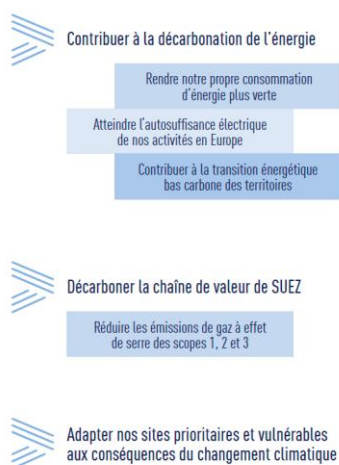 Contribuer à la décarbonation de l'énergie
Rendre notre propre consommation
d'énergie plus verte
Atteindre l'autosuffisance électrique
de nos activités en Europe
Contribuer à la transition énergétique
bas carbone des territoires
Décarboner la chaîne de valeur de SUEZ
Réduire les émissions de gaz à effet
de serre des scopes 1, 2 et 3
Adapter nos sites prioritaires et vulnérables
aux conséquences du changement climatique